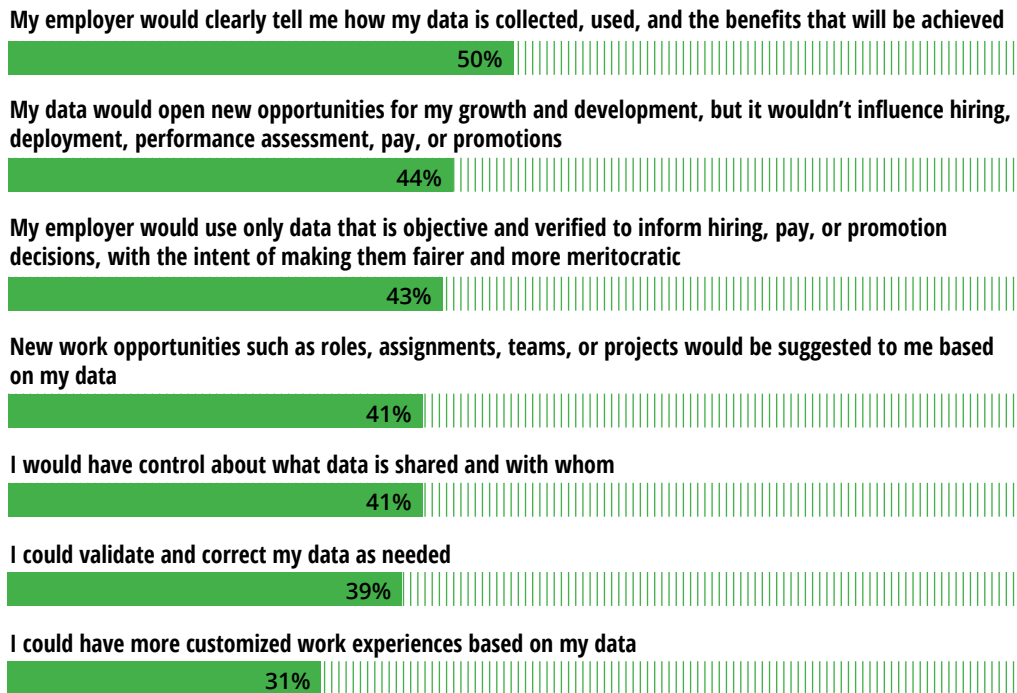 My employer would clearly tell me how my data is collected, used, and the benefits that will be achieved
50%
My data would open new opportunities for my growth and development, but it wouldn’t influence hiring,
deployment, performance assessment, pay, or promotions
44%
My employer would use only data that is objective and verified to inform hiring, pay, or promotion
decisions, with the intent of making them fairer and more meritocratic
43%
New work opportunities such as roles, assignments, teams, or projects would be suggested to me based
on my data
41%
I would have control about what data is shared and with whom
41%
I could validate and correct my data as needed
39%
I could have more customized work experiences based on my data
31%